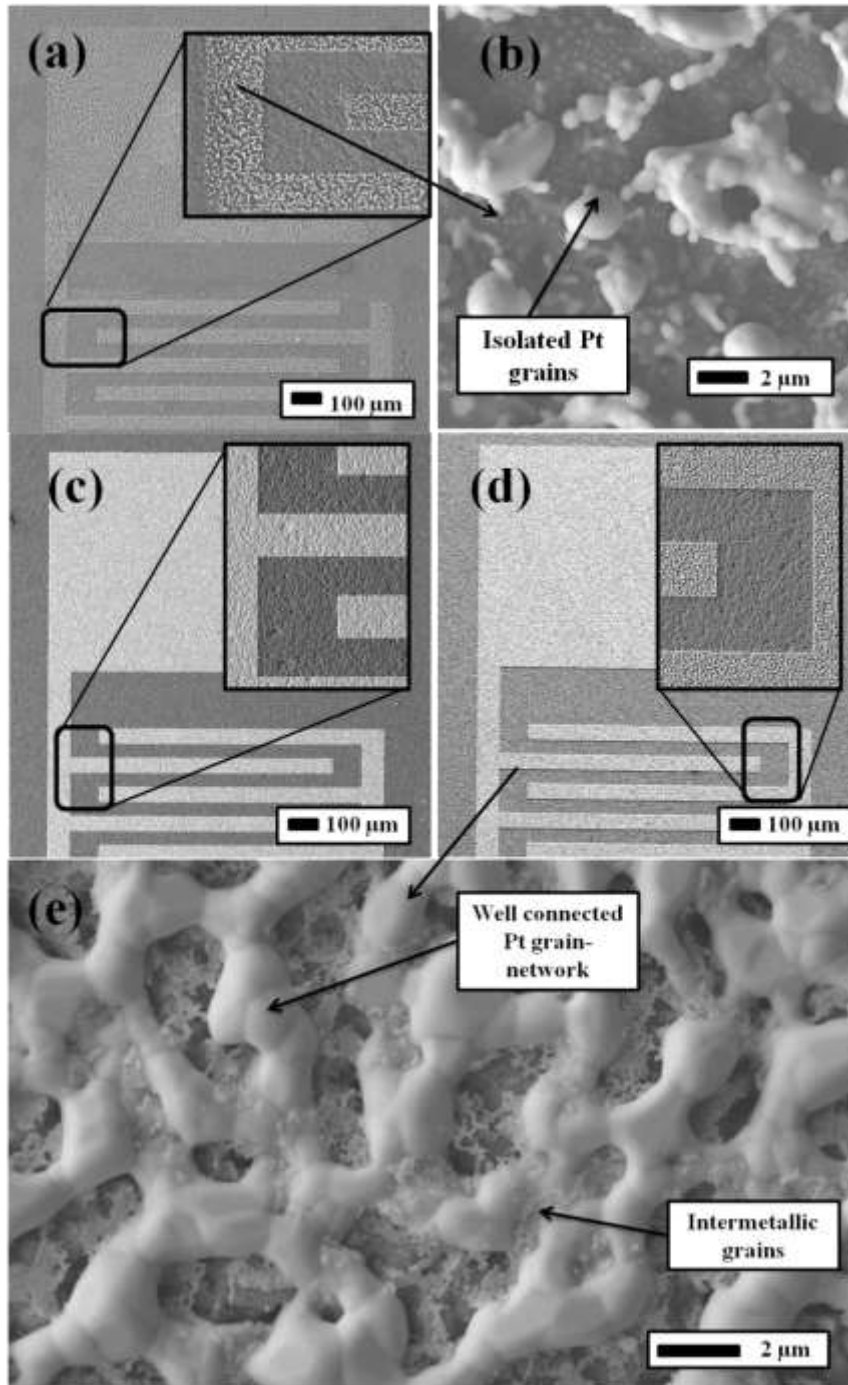 (a)
100 μm
(b)
Isolated Pt
grains
2 μm
(c)
100 μm
(d)
100 μm
(e)
Well connected
Pt grain-
network
Intermetallic
grains
2 μm